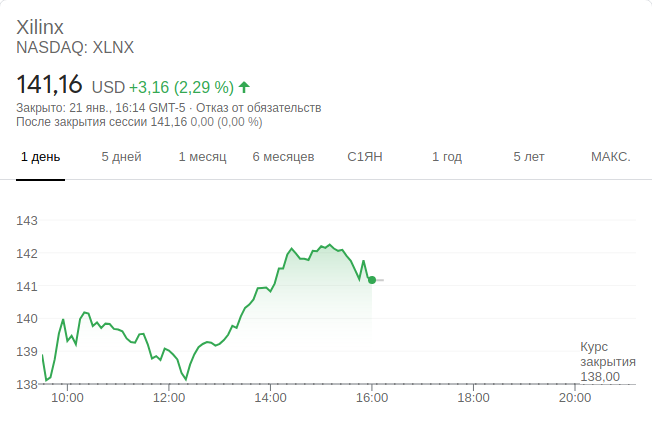 Xilinx
NASDAQ: XLNX
141,16 USD +3,16 (2,29 %)
Закрыто: 21 янв., 16:14 GMT-5 · Отказ от обязательств
После закрытия сессии 141,16 0,00 (0,00 %)
1 день 5 дней 1 месяц 6 месяцев С1ЯН 1 год 5 лет МАКС.
143
142
141
140
139
138
Курс
закрытия
138,00
10:00 12:00 14:00 16:00 18:00 20:00